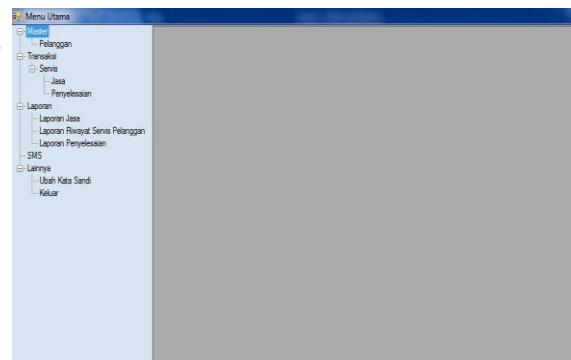 Menu Utama
Master
Pelanggan
Transaksi
Servis
Jasa
Penyelesaian
Laporan
Laporan Jasa
Laporan Riwayat Servis Pelanggan
Laporan Penyelesaian
SMS
Lainnya
Ubah Kata Sandi
Keluar